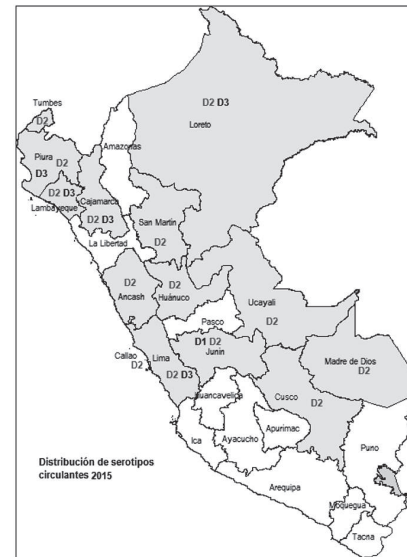 D2 D3
Loreto
Tumbes
D2
Amazonas
Piura
D2
D3
D2 D3
Lambayeque
Cajamarca
D2 D3
San Martín
D2
La Libertad
D2
Ancash
D2
Huánuco
Ucayali
D2
Pasco
Callao
D2
Lima
D2 D3
D1 D2
Junín
Madre de Dios
D2
Huancavelica
Cusco
D2
Ica
Ayacucho
Apurimac
Puno
Arequipa
Distribución de serotipos
circulantes 2015
Moquegua
Tacna